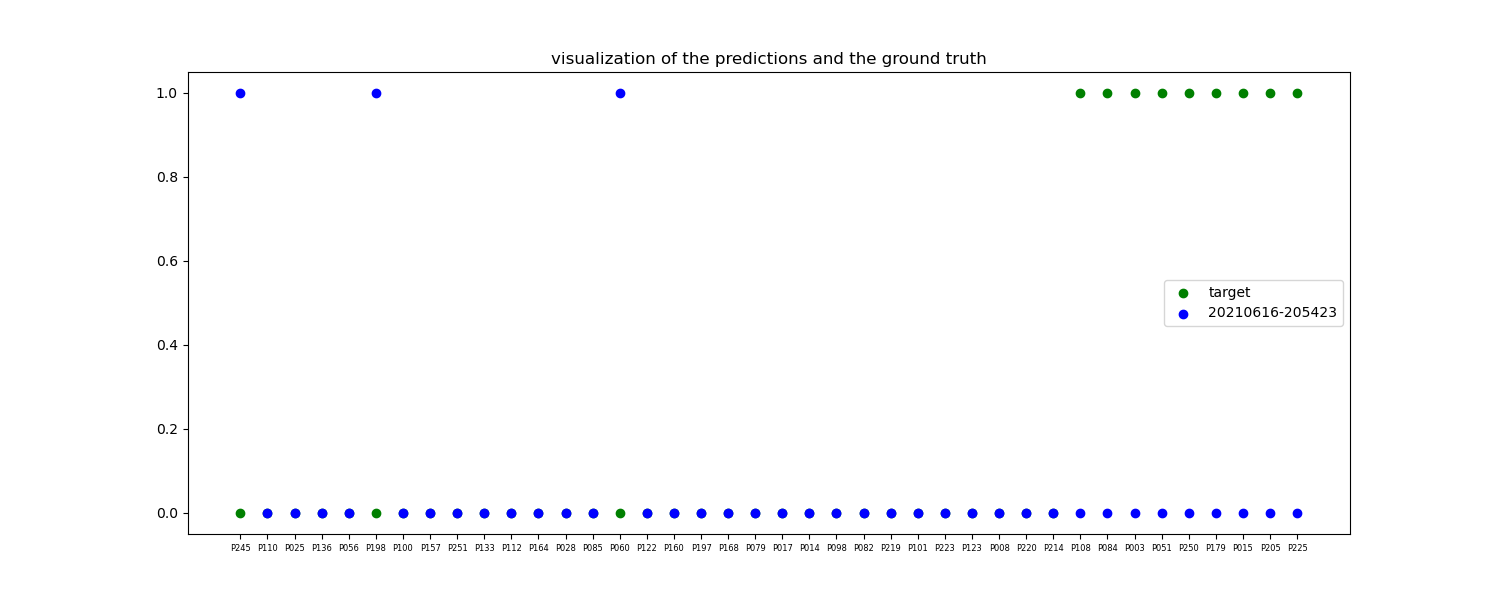 visualization of the predictions and the ground truth
1.0
0.8
0.6
0.4
0.2
0.0
target
20210616-205423
P245 P110 P025 P136 P056 P198 P100 P157 P251 P133 P112 P164 P028 P085 P060 P122 P160 P197 P168 P079 P017 P014 P098 P082 P219 P101 P223 P123 P008 P220 P214 P108 P084 P003 P051 P250 P179 P015 P205 P225